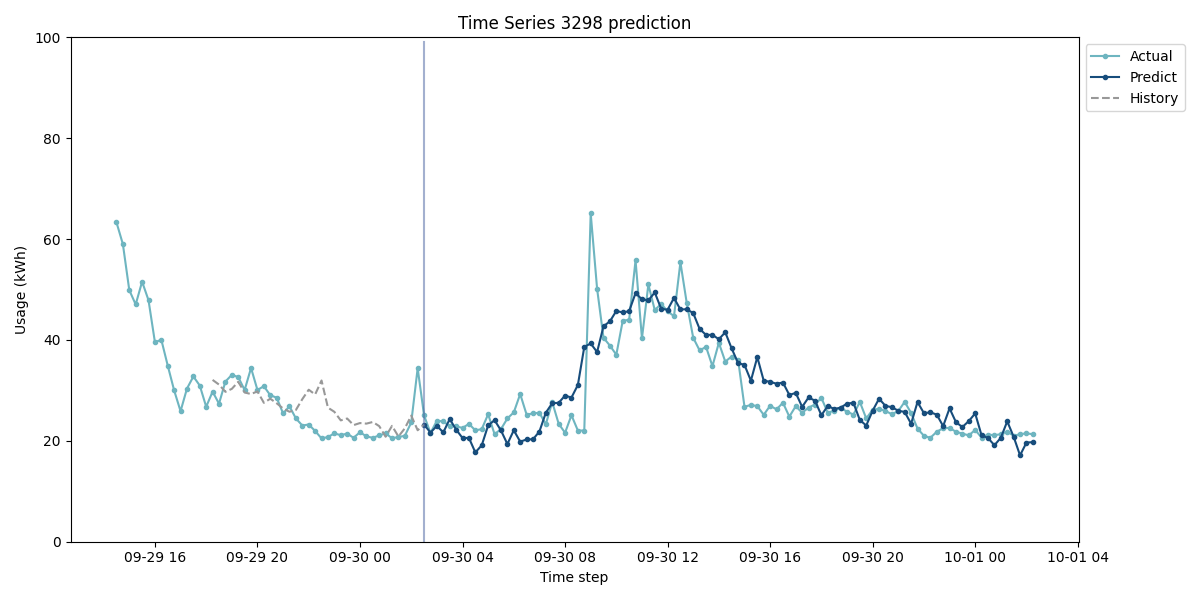 Time Series 3298 prediction
100
80
60
40
20
0
Usage (kWh)
09-29 16
09-29 20
09-30 00
09-30 04
09-30 08
09-30 12
09-30 16
09-30 20
10-01 00
10-01 04
Time step
Actual
Predict
History